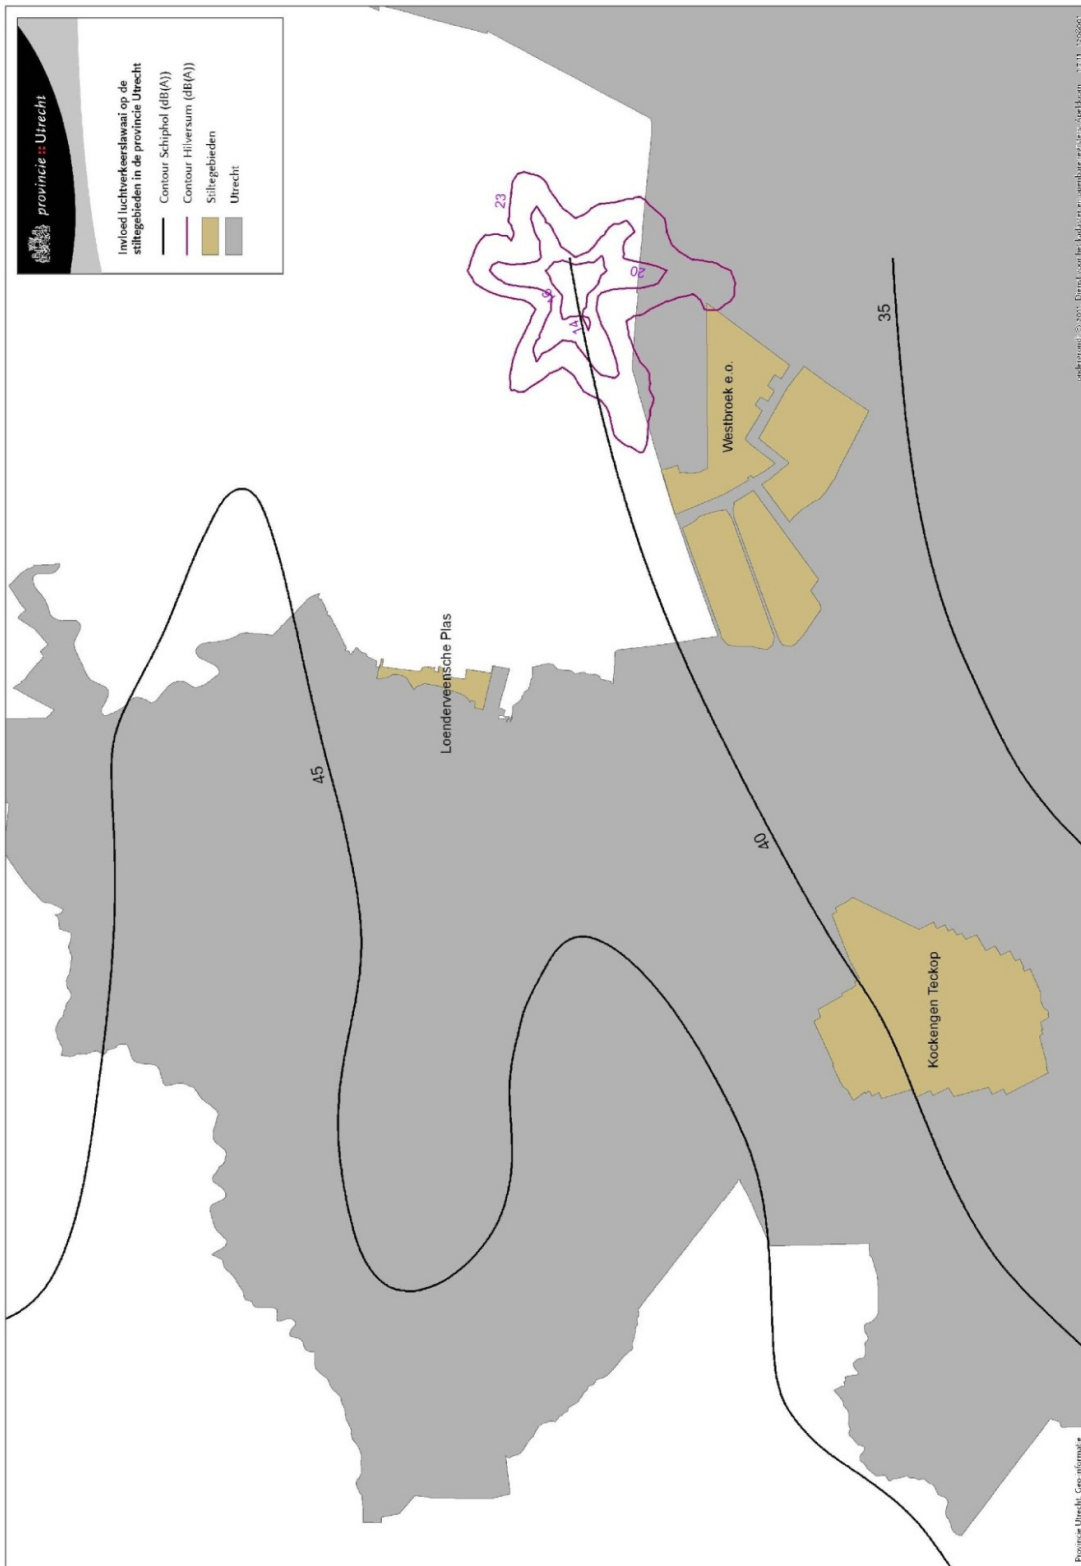 provincie :: Utrecht
Invloed luchtverkeerslawaai op de
stiltegebieden in de provincie Utrecht
Contour Schiphol (dB(A))
Contour Hilversum (dB(A))
Stiltegebieden
Utrecht
23
20
14
35
Westbroek e.o.
Loenderveensche Plas
45
40
Kockengen Teckop
Provincie Utrecht, Geo-informatie